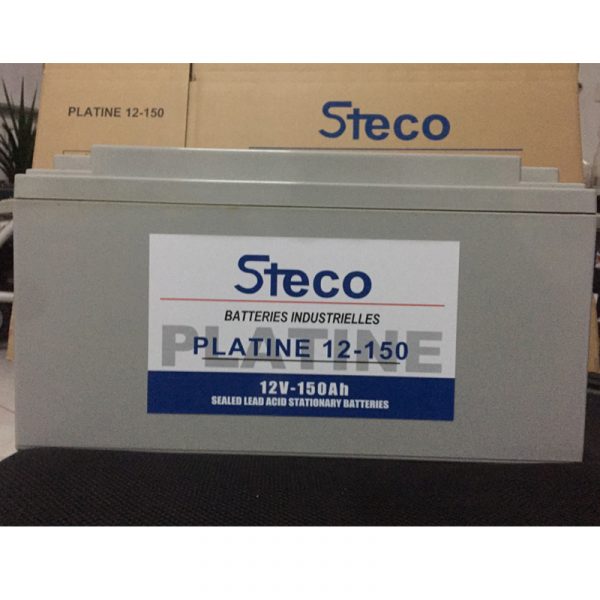 PLATINE 12-150
Steco
Steco
BATTERIES INDUSTRIELLES
PLATINE
PLATINE 12-150
12V-150Ah
SEALED LEAD ACID STATIONARY BATTERIES